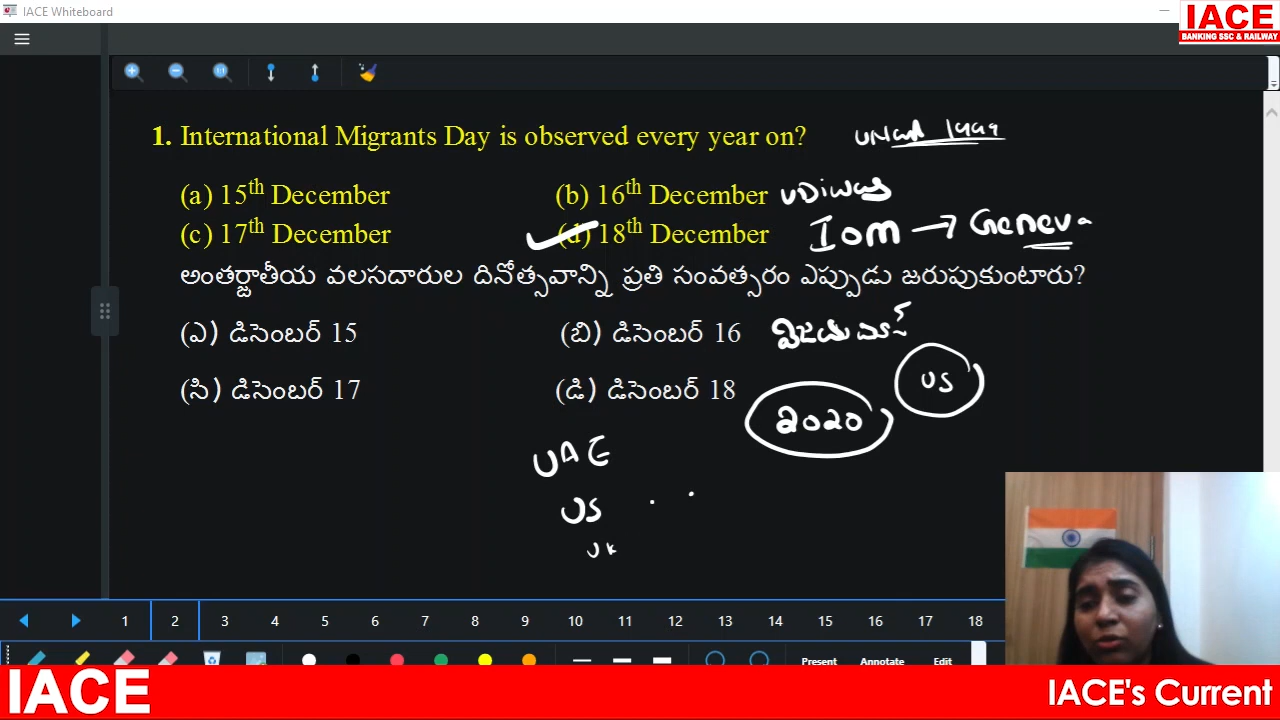 IACE Whiteboard
IACE
BANKING SSC & RAILWAY
1. International Migrants Day is observed every year on? 1999
(a) 15th December (b) 16th December
(c) 17th December (d) 18th December IOM → Geneva
అంతర్జాతీయ వలసదారుల దినోత్సవాన్ని ప్రతి సంవత్సరం ఎప్పుడు జరుపుకుంటారు?
(ఎ) డిసెంబర్ 15 (బి) డిసెంబర్ 16
(సి) డిసెంబర్ 17 (డి) డిసెంబర్ 18
US
2020
UAE
US
UK
1 2 3 4 5 6 7 8 9 10 11 12 13 14 15 16 17 18
Present Annotate Edit
IACE IACE's Current